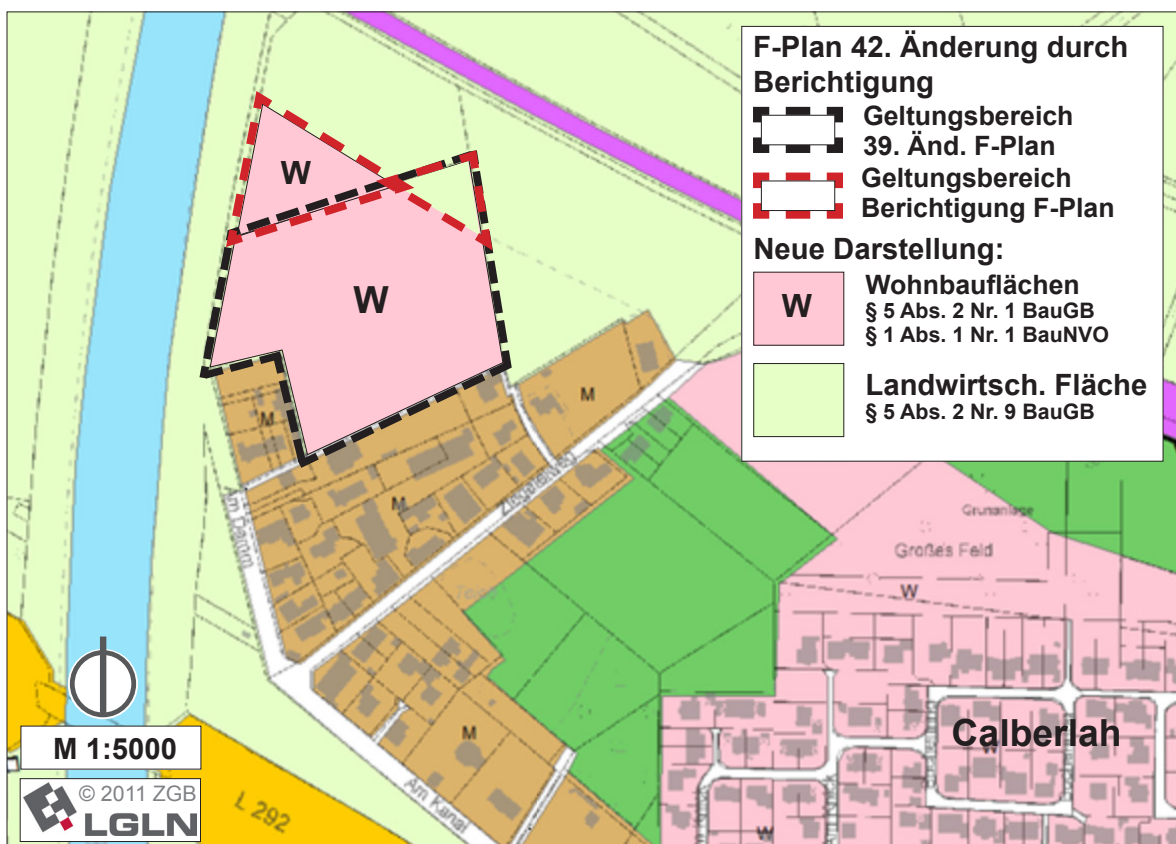 F-Plan 42. Änderung durch
Berichtigung
Geltungsbereich
39. Änd. F-Plan
Geltungsbereich
Berichtigung F-Plan
Neue Darstellung:
W
Wohnbauflächen
§ 5 Abs. 2 Nr. 1 BauGB
§ 1 Abs. 1 Nr. 1 BauNVO
Landwirtsch. Fläche
§ 5 Abs. 2 Nr. 9 BauGB
W
W
M
M
M
Am Damm
Grünanlage
Großes Feld
W
M
Calberlah
W
W
Am Kanal
L 292
M 1:5000
© 2011 ZGB
LGLN